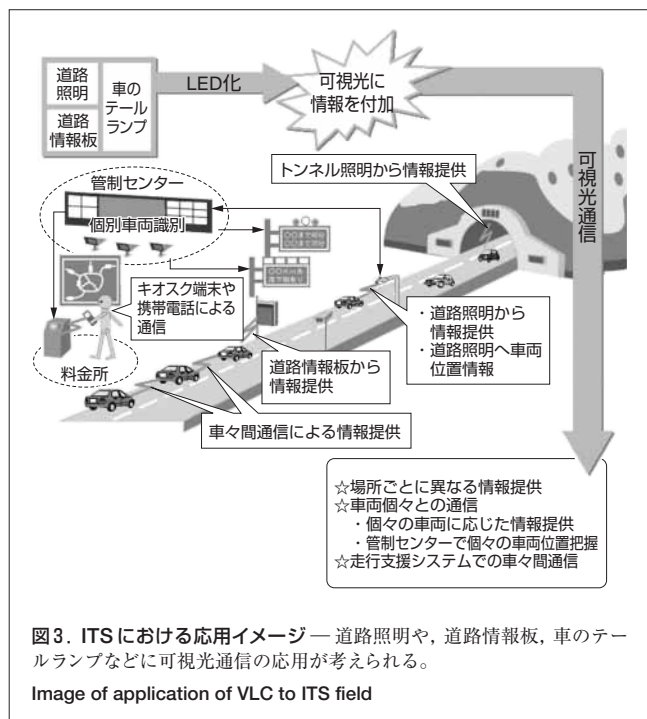 道路
照明
道路
情報板
車の
テール
ランプ
LED化
可視光に
情報を付加
可視光通信
トンネル照明から情報提供
管制センター
個別車両識別
キオスク端末や
携帯電話による
通信
料金所
・道路照明から
情報提供
・道路照明へ車両
位置情報
道路情報板から
情報提供
車々間通信による情報提供
☆場所ごとに異なる情報提供
☆車両個々との通信
・個々の車両に応じた情報提供
・管制センターで個々の車両位置把握
☆走行支援システムでの車々間通信
図3. ITSにおける応用イメージ — 道路照明や, 道路情報板, 車のテー
ルランプなどに可視光通信の応用が考えられる。
Image of application of VLC to ITS field